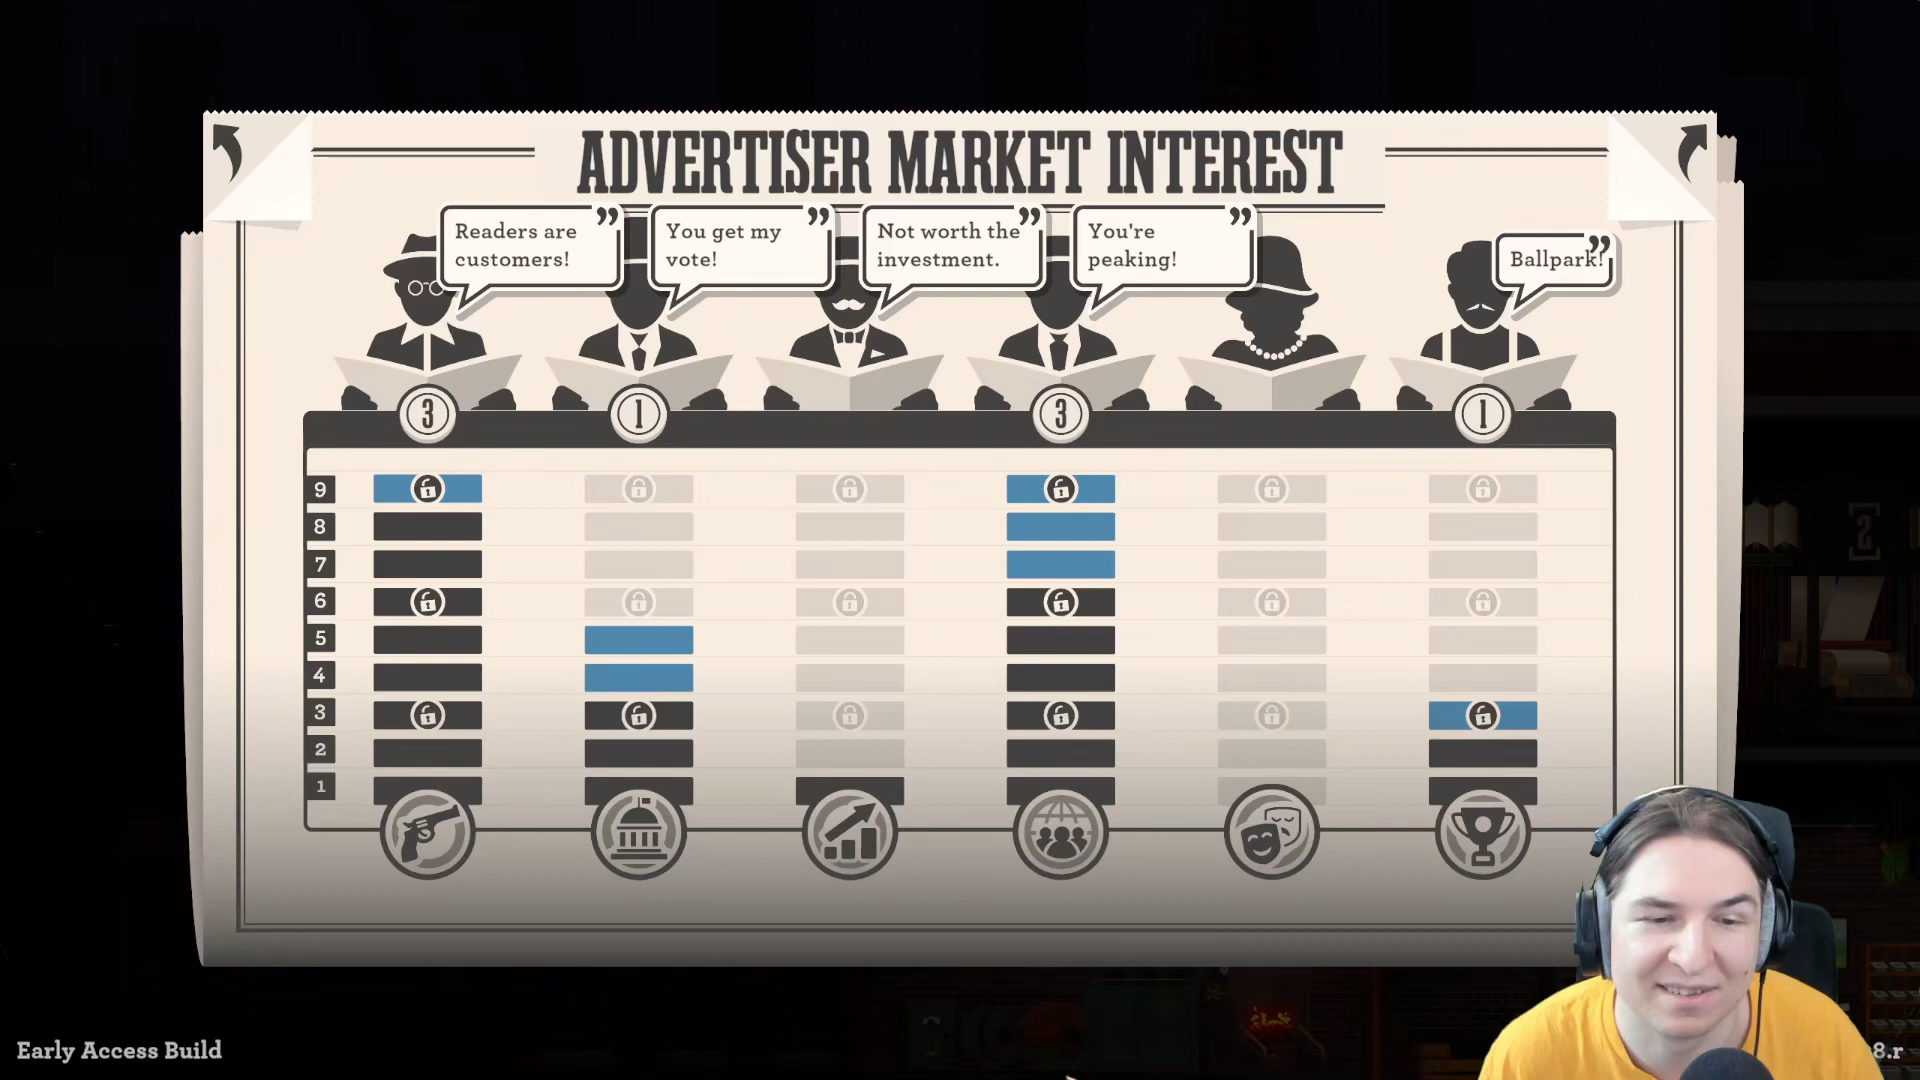 ADVERTISER MARKET INTEREST
Readers are
customers!
You get my
vote!
Not worth the
investment.
You're
peaking!
Ballpark!
3
1
3
1
9
8
7
6
5
4
3
2
1
2
Early Access Build
8.r